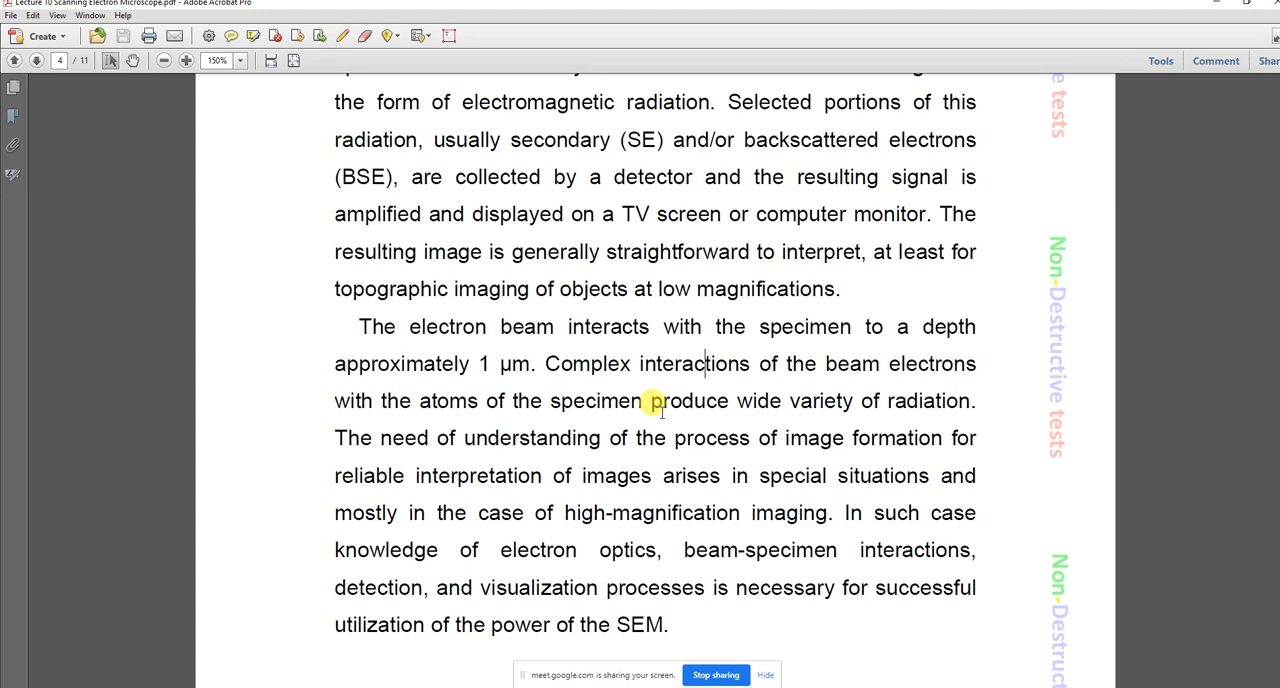 Lecture 10 Scanning Electron Microscope.pdf - Adobe Acrobat Pro
File Edit View Window Help
Create
4 / 11 150% Tools Comment
the form of electromagnetic radiation. Selected portions of this
radiation, usually secondary (SE) and/or backscattered electrons
(BSE), are collected by a detector and the resulting signal is
amplified and displayed on a TV screen or computer monitor. The
resulting image is generally straightforward to interpret, at least for
topographic imaging of objects at low magnifications.
The electron beam interacts with the specimen to a depth
approximately 1 µm. Complex interactions of the beam electrons
with the atoms of the specimen produce wide variety of radiation.
The need of understanding of the process of image formation for
reliable interpretation of images arises in special situations and
mostly in the case of high-magnification imaging. In such case
knowledge of electron optics, beam-specimen interactions,
detection, and visualization processes is necessary for successful
utilization of the power of the SEM.
tests
Non-Destructive tests
Non-Destruct
meet.google.com is sharing your screen. Stop sharing Hide